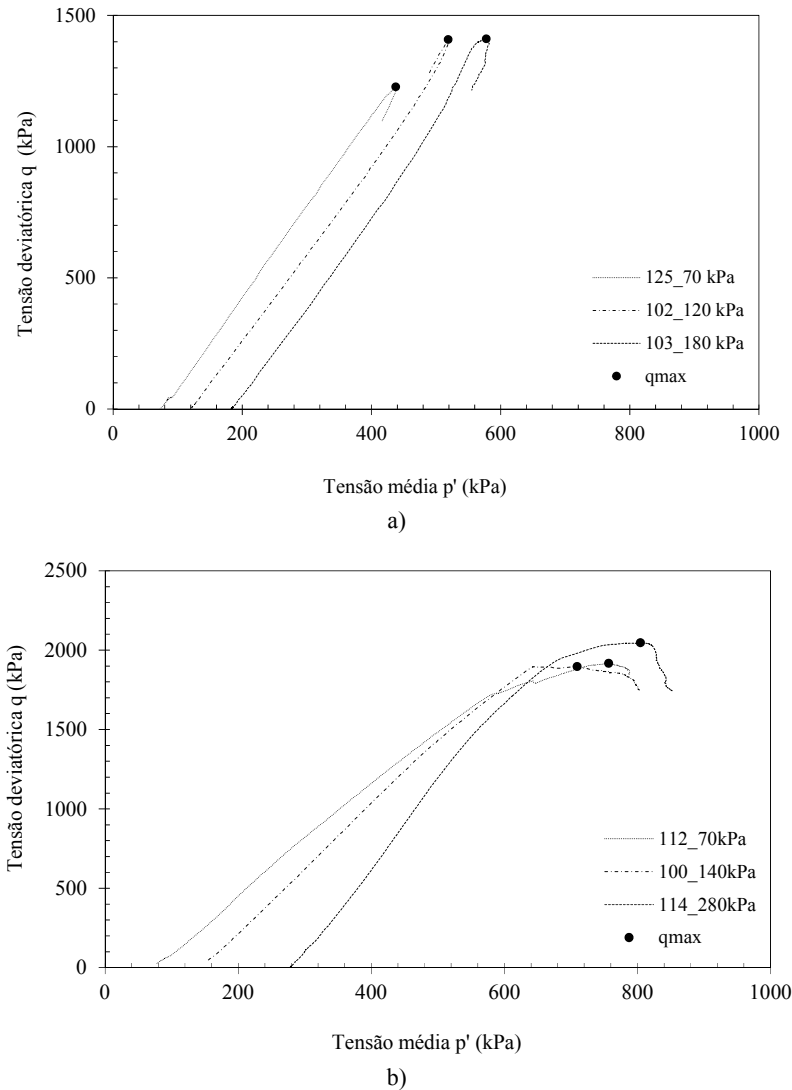 1500
1000
500
0
0
200
400
600
800
1000
Tensão deviatórica q (kPa)
125_70 kPa
102_120 kPa
103_180 kPa
qmax
Tensão média p' (kPa)
a)
2500
2000
1500
1000
500
0
0
200
400
600
800
1000
Tensão deviatórica q (kPa)
112_70kPa
100_140kPa
114_280kPa
qmax
Tensão média p' (kPa)
b)